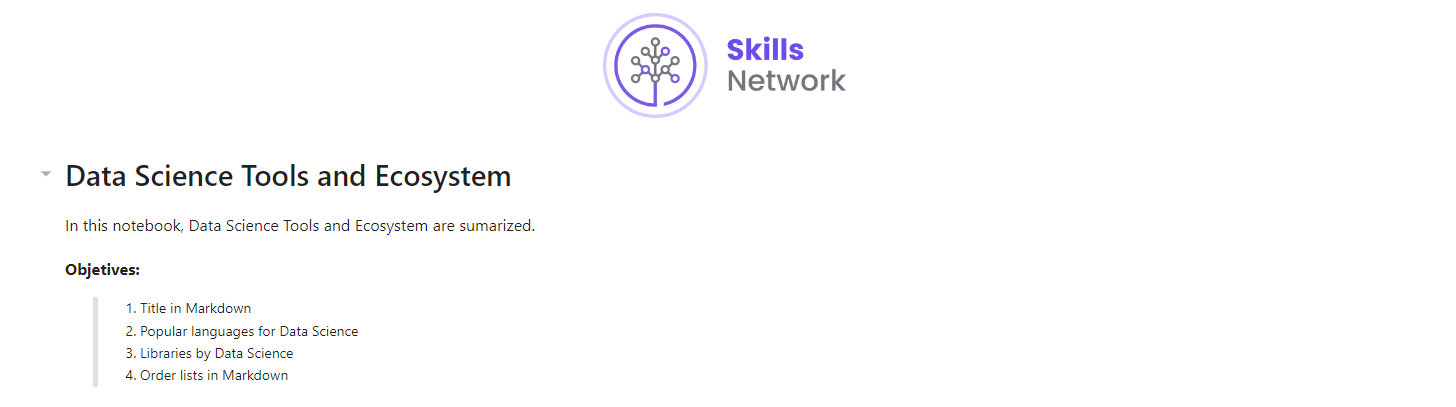 Skills
Network
Data Science Tools and Ecosystem
In this notebook, Data Science Tools and Ecosystem are sumarized.
Objetives:
1. Title in Markdown
2. Popular languages for Data Science
3. Libraries by Data Science
4. Order lists in Markdown